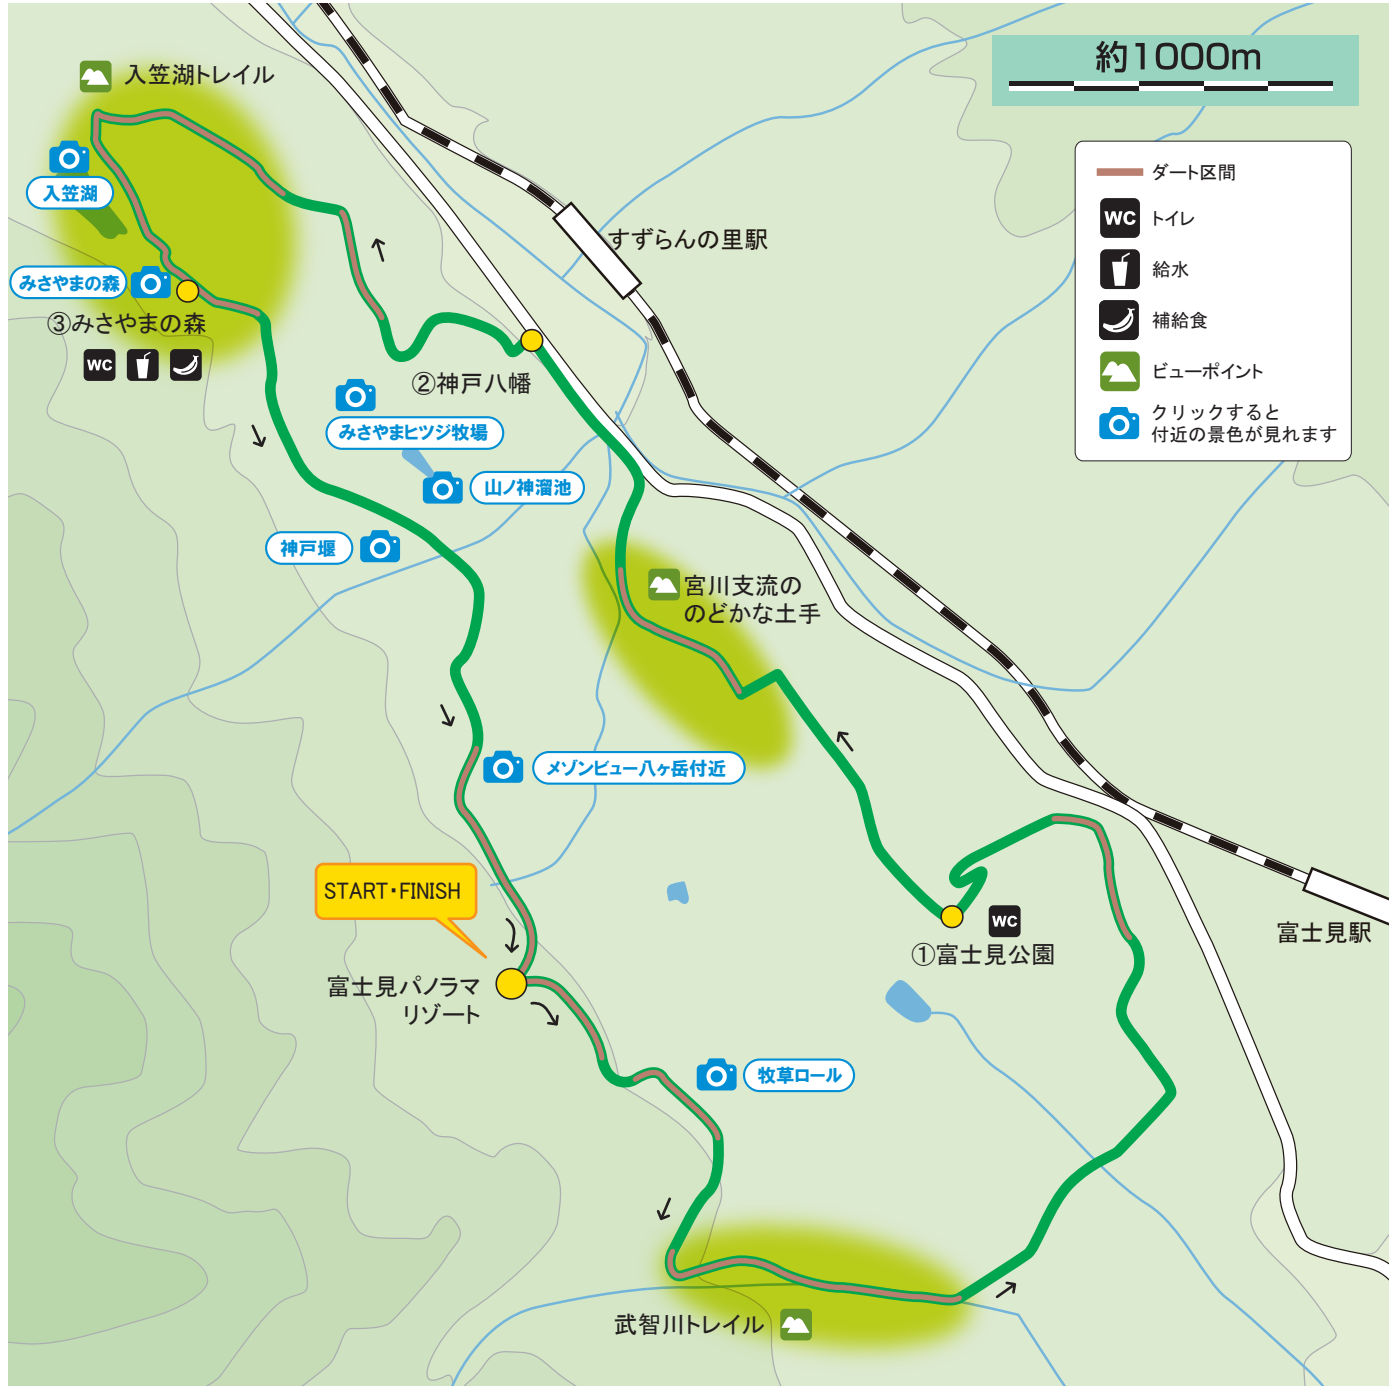 約1000m
入笠湖トレイル
入笠湖
みさやまの森
③みさやまの森
WC
すずらんの里駅
ダート区間
WC
トイレ
給水
補給食
ビューポイント
クリックすると
付近の景色が見れます
②神戸八幡
みさやまヒツジ牧場
山ノ神溜池
神戸堰
宮川支流の
のどかな土手
メゾンビュー八ヶ岳付近
START・FINISH
富士見パノラマ
リゾート
WC
①富士見公園
富士見駅
牧草ロール
武智川トレイル